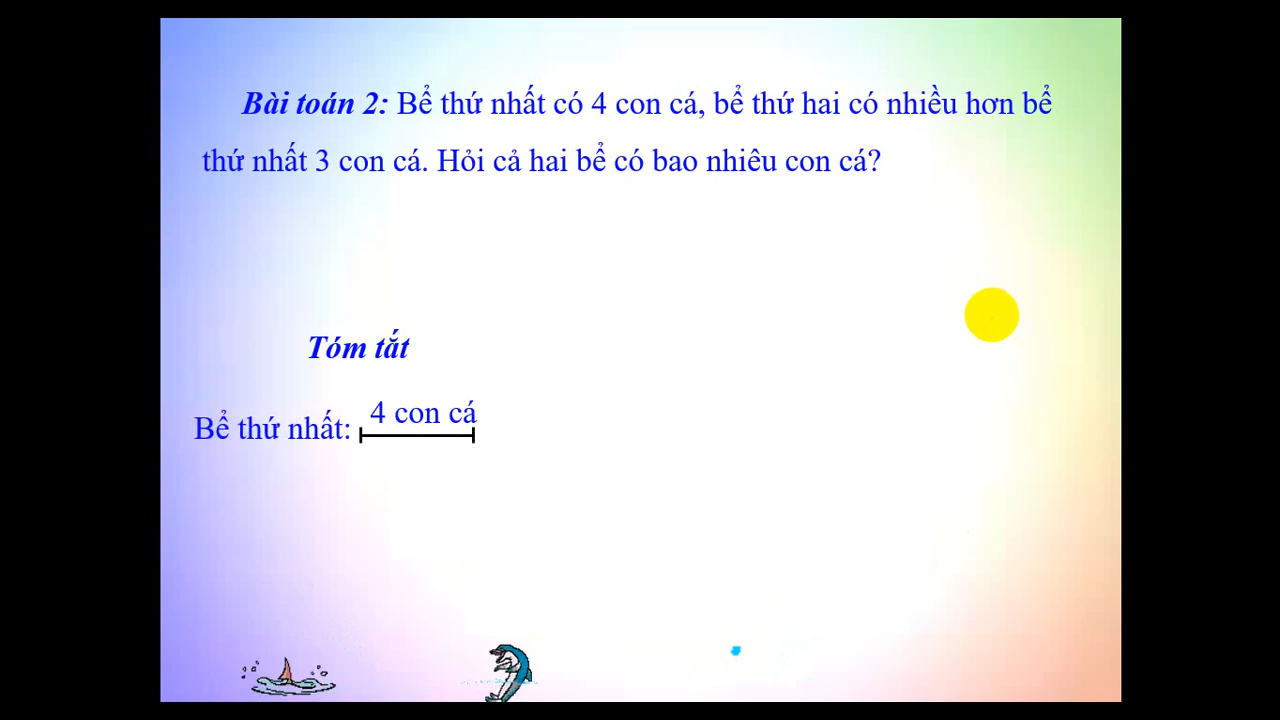 Bài toán 2: Bể thứ nhất có 4 con cá, bể thứ hai có nhiều hơn bể
thứ nhất 3 con cá. Hỏi cả hai bể có bao nhiêu con cá?
Tóm tắt
4 con cá
Bể thứ nhất: